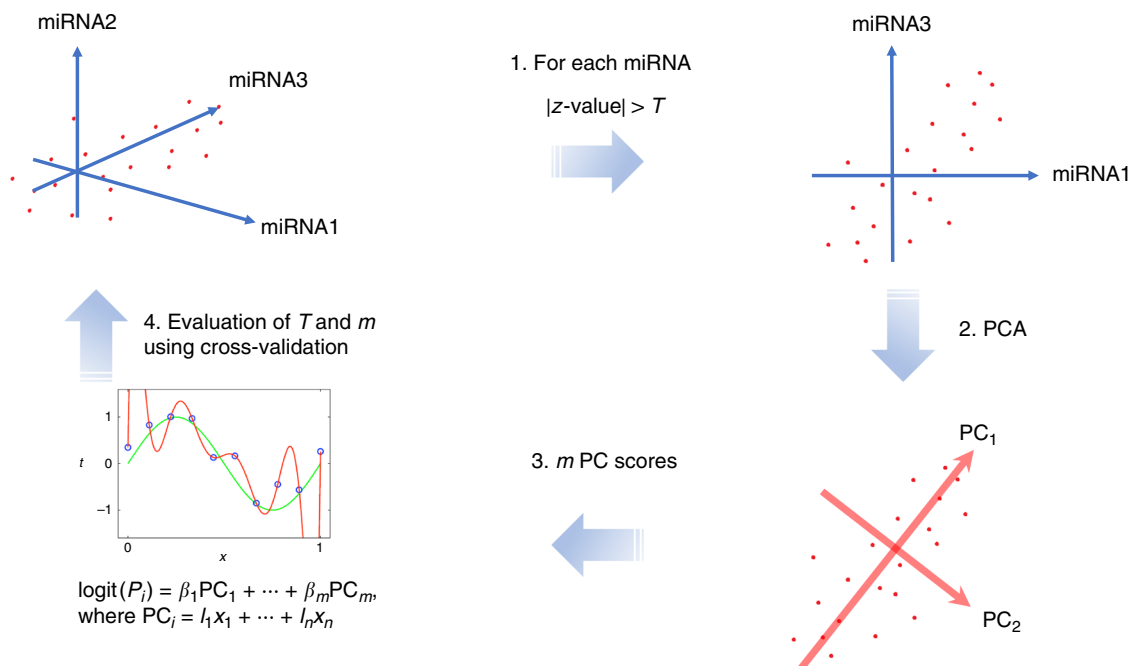 miRNA2
miRNA3
miRNA1
1. For each miRNA
|z-value| > T
miRNA3
miRNA1
2. PCA
PC₁
PC₂
3. m PC scores
4. Evaluation of T and m
using cross-validation
1
t
0
−1
0
x
1
logit(Pᵢ) = β₁PC₁ + ··· + βₘPCₘ,
where PCᵢ = l₁x₁ + ··· + lₙxₙ